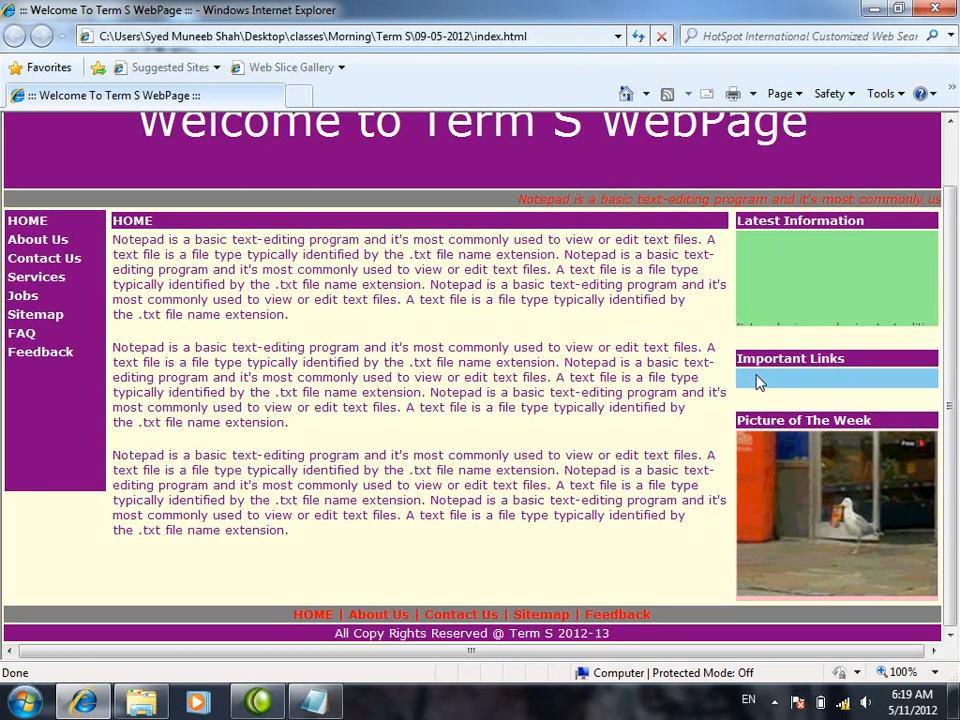 ::: Welcome To Term S WebPage ::: - Windows Internet Explorer
C:\Users\Syed Muneeb Shah\Desktop\classes\Morning\Term S\09-05-2012\index.html
HotSpot International Customized Web Sear
Favorites
Suggested Sites
Web Slice Gallery
::: Welcome To Term S WebPage :::
Page
Safety
Tools
Welcome to Term S WebPage
Notepad is a basic text-editing program and it's most commonly us
HOME
About Us
Contact Us
Services
Jobs
Sitemap
FAQ
Feedback
HOME
Notepad is a basic text-editing program and it's most commonly used to view or edit text files. A
text file is a file type typically identified by the .txt file name extension. Notepad is a basic text-
editing program and it's most commonly used to view or edit text files. A text file is a file type
typically identified by the .txt file name extension. Notepad is a basic text-editing program and it's
most commonly used to view or edit text files. A text file is a file type typically identified by
the .txt file name extension.
Notepad is a basic text-editing program and it's most commonly used to view or edit text files. A
text file is a file type typically identified by the .txt file name extension. Notepad is a basic text-
editing program and it's most commonly used to view or edit text files. A text file is a file type
typically identified by the .txt file name extension. Notepad is a basic text-editing program and it's
most commonly used to view or edit text files. A text file is a file type typically identified by
the .txt file name extension.
Notepad is a basic text-editing program and it's most commonly used to view or edit text files. A
text file is a file type typically identified by the .txt file name extension. Notepad is a basic text-
editing program and it's most commonly used to view or edit text files. A text file is a file type
typically identified by the .txt file name extension. Notepad is a basic text-editing program and it's
most commonly used to view or edit text files. A text file is a file type typically identified by
the .txt file name extension.
Latest Information
Important Links
Picture of The Week
HOME | About Us | Contact Us | Sitemap | Feedback
All Copy Rights Reserved @ Term S 2012-13
Done
Computer | Protected Mode: Off
100%
EN
6:19 AM
5/11/2012